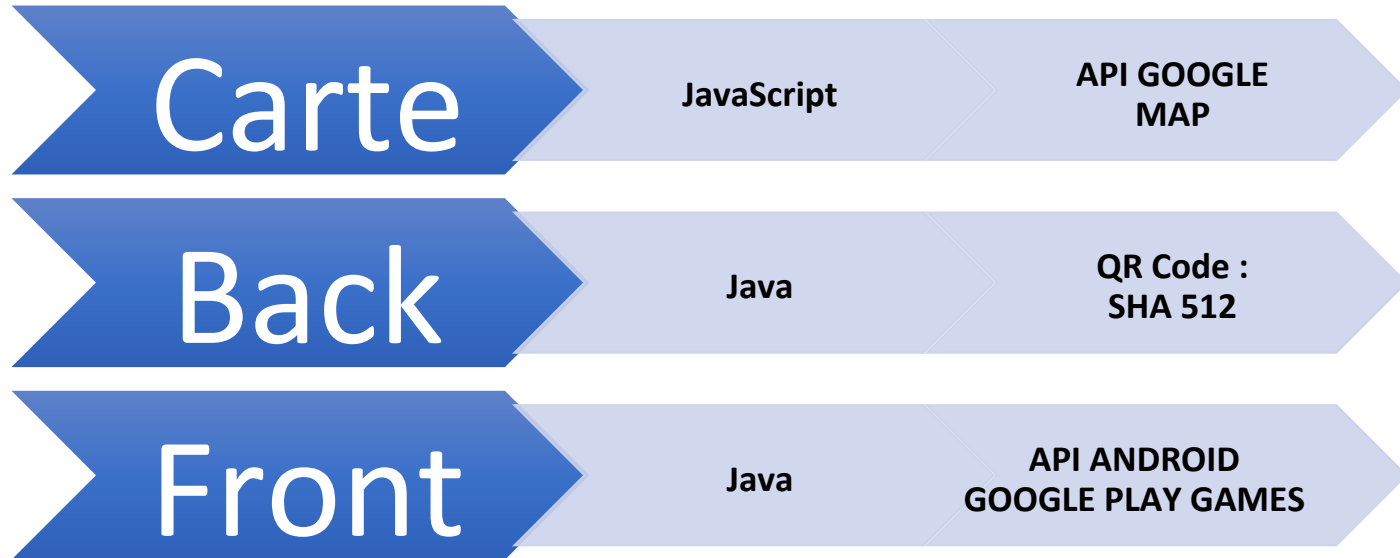 Carte
JavaScript
API GOOGLE
MAP
Back
Java
QR Code :
SHA 512
Front
Java
API ANDROID
GOOGLE PLAY GAMES